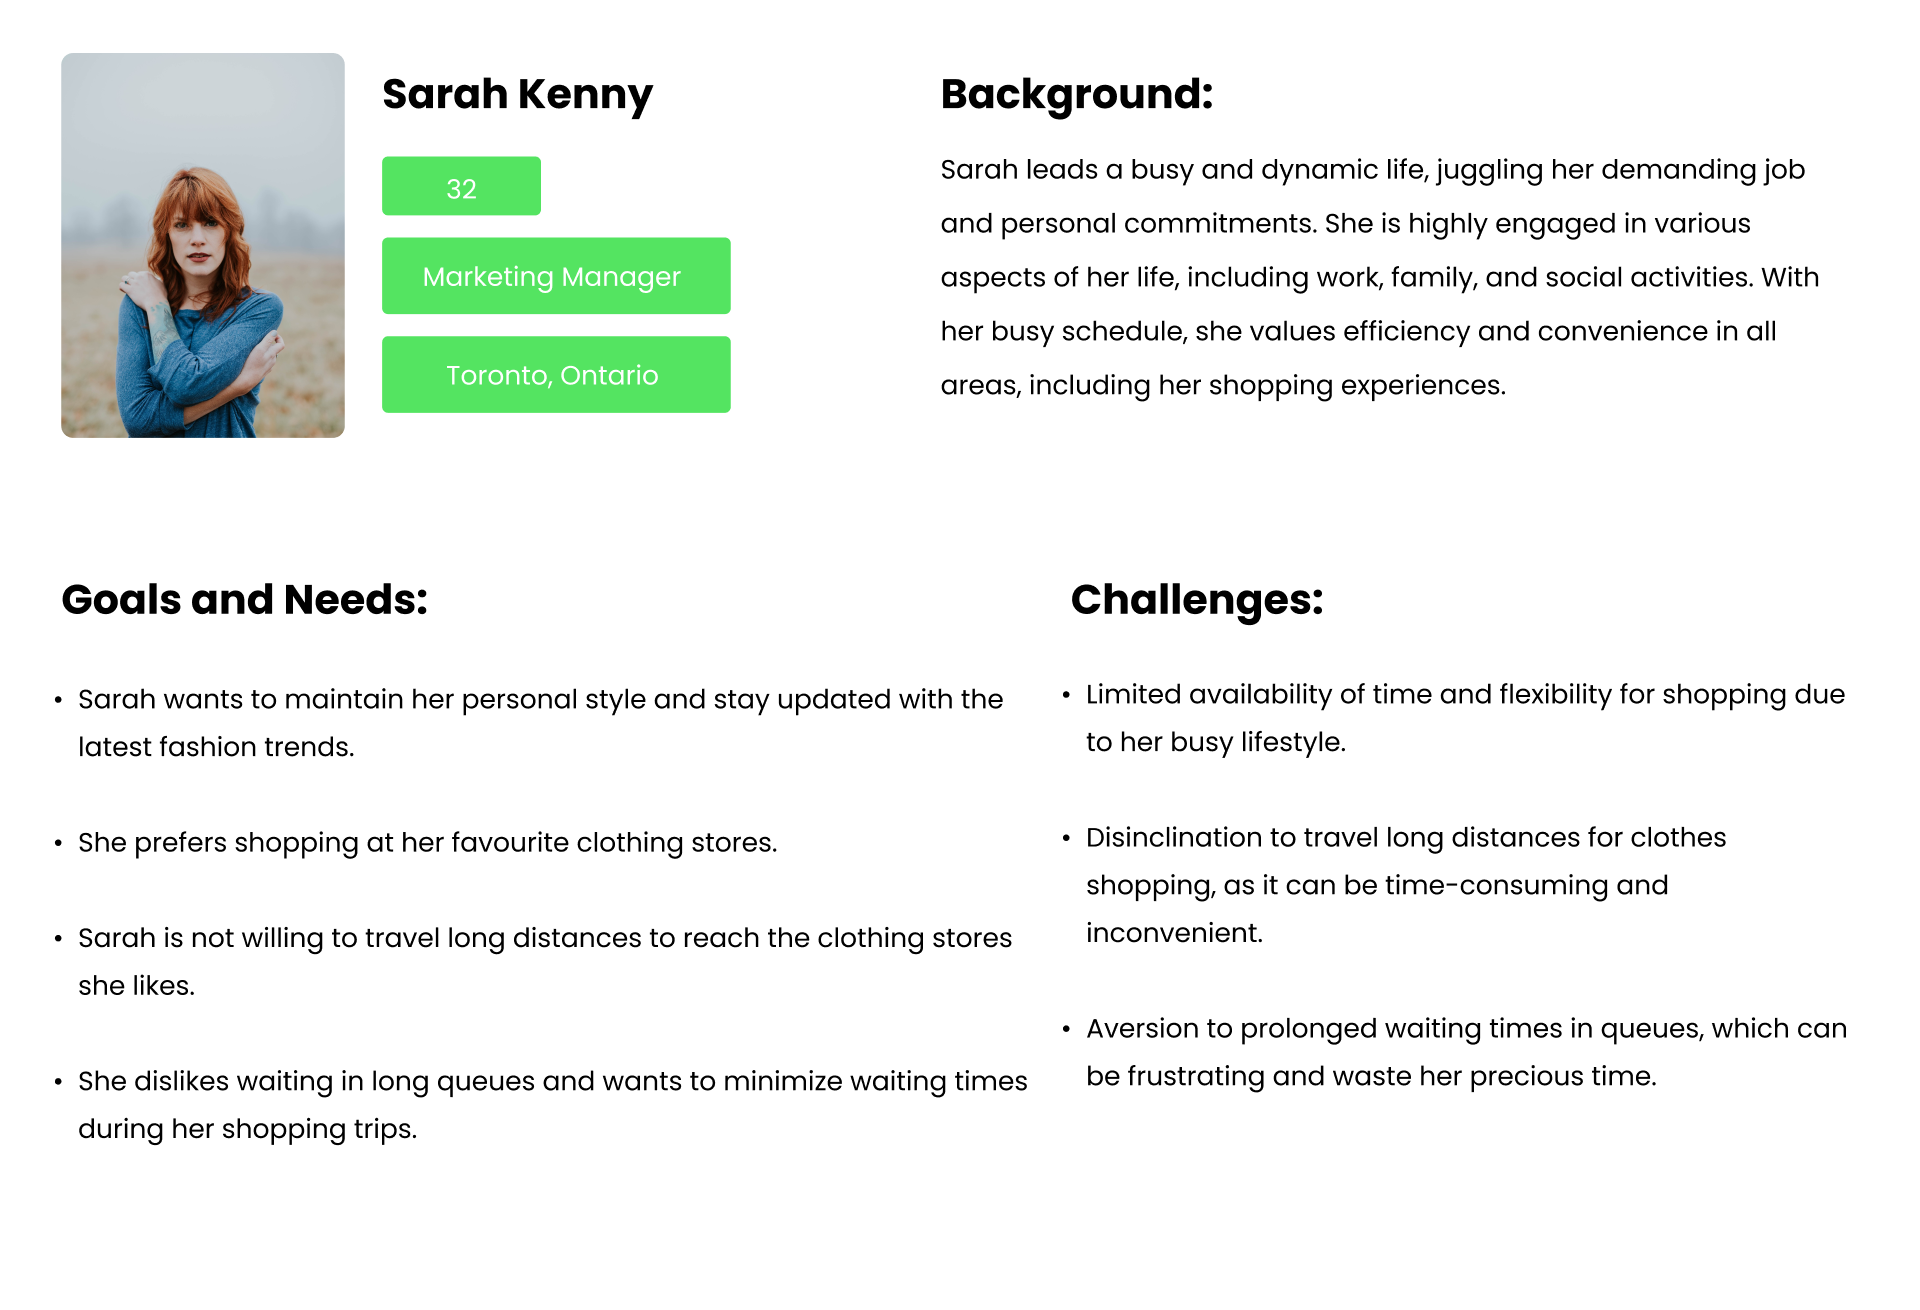 Sarah Kenny
32
Marketing Manager
Toronto, Ontario
Background:
Sarah leads a busy and dynamic life, juggling her demanding job
and personal commitments. She is highly engaged in various
aspects of her life, including work, family, and social activities. With
her busy schedule, she values efficiency and convenience in all
areas, including her shopping experiences.
Goals and Needs:
• Sarah wants to maintain her personal style and stay updated with the
latest fashion trends.
• She prefers shopping at her favourite clothing stores.
• Sarah is not willing to travel long distances to reach the clothing stores
she likes.
• She dislikes waiting in long queues and wants to minimize waiting times
during her shopping trips.
Challenges:
• Limited availability of time and flexibility for shopping due
to her busy lifestyle.
• Disinclination to travel long distances for clothes
shopping, as it can be time-consuming and
inconvenient.
• Aversion to prolonged waiting times in queues, which can
be frustrating and waste her precious time.